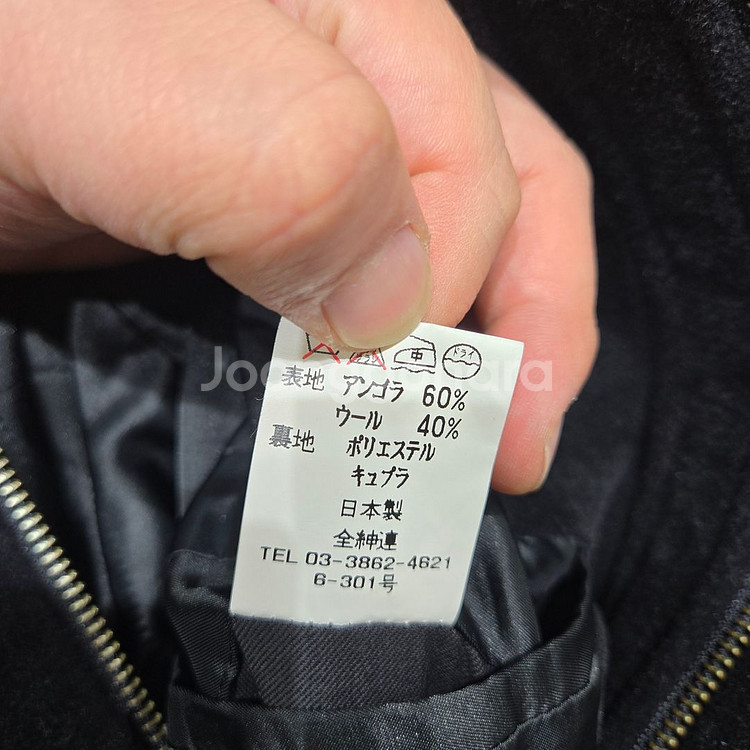 中 ドライ
表地 アンゴラ 60%
ウール 40%
裏地 ポリエステル
キュプラ
日本製
全紳連
TEL 03-3862-4621
6-301号